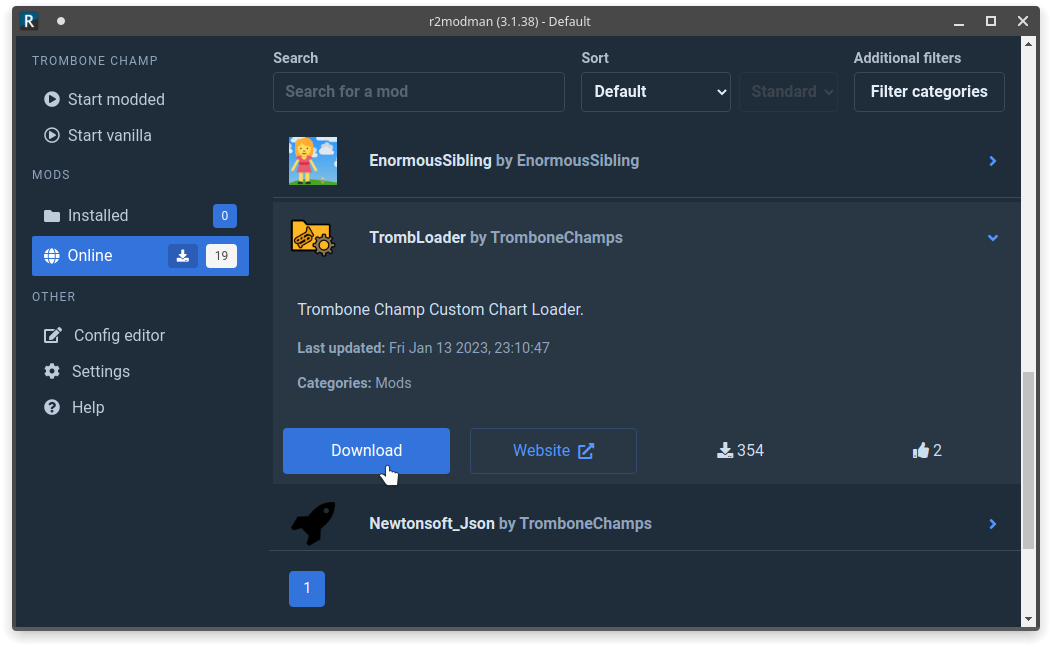 R
r2modman (3.1.38) - Default
TROMBONE CHAMP
Start modded
Start vanilla
MODS
Installed 0
Online 19
OTHER
Config editor
Settings
Help
Search
Search for a mod
Sort
Default
Standard
Additional filters
Filter categories
EnormousSibling by EnormousSibling
TrombLoader by TromboneChamps
Trombone Champ Custom Chart Loader.
Last updated: Fri Jan 13 2023, 23:10:47
Categories: Mods
Download Website 354 2
Newtonsoft_Json by TromboneChamps
1